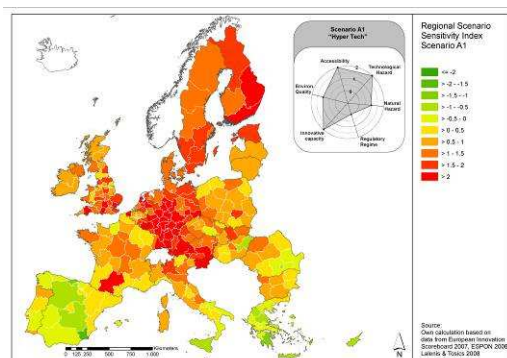 Scenario A1
"Hyper Tech"
Accessibility
Technological
Hazard
Natural
Hazard
Regulatory
Regime
Innovative
capacity
Environ
Quality
Regional Scenario
Sensitivity Index
Scenario A1
<= -2
> -2 - -1.5
> -1.5 - -1
> -1 - -0.5
> -0.5 - 0
> 0 - 0.5
> 0.5 - 1
> 1 - 1.5
> 1.5 - 2
> 2
Source:
Own calculation based on
data from European Innovation
Scoreboard 2007, ESPON 2006
2008
Kilometers
0 125 250 500 750 1.000
N